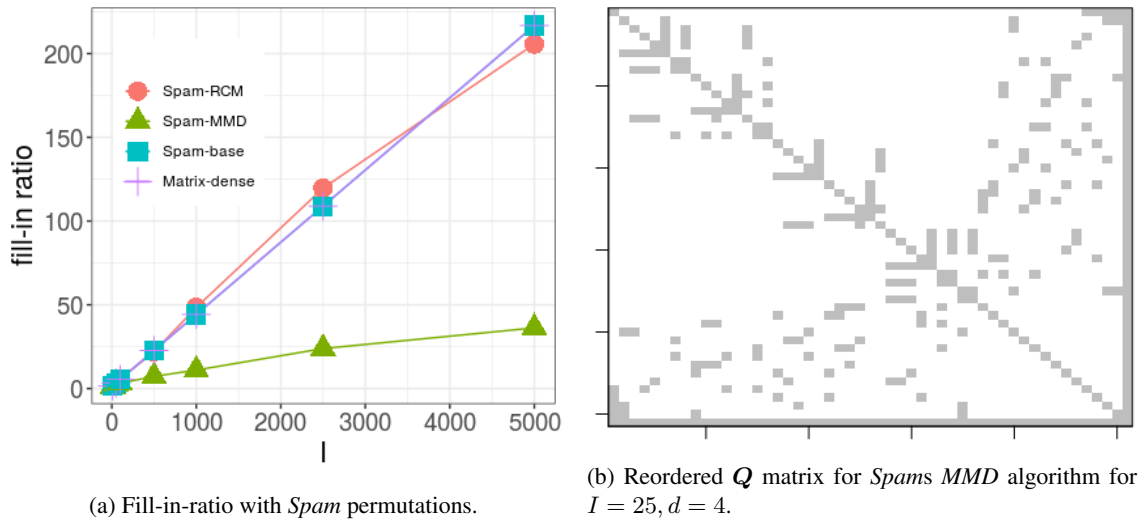 200
150
100
50
0
fill-in ratio
Spam-RCM
Spam-MMD
Spam-base
Matrix-dense
0 1000 2000 3000 4000 5000
I
(a) Fill-in-ratio with Spam permutations.
(b) Reordered Q matrix for Spams MMD algorithm for
I = 25, d = 4.